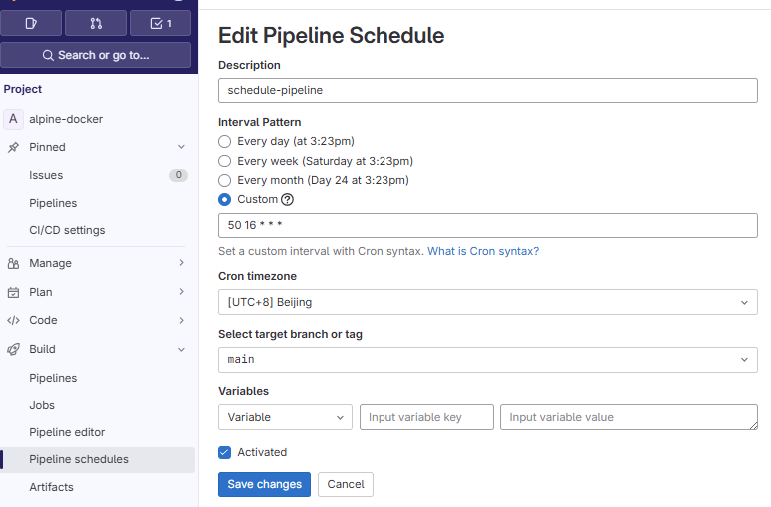 1
Search or go to...
Project
A alpine-docker
Pinned
Issues 0
Pipelines
CI/CD settings
Manage
Plan
Code
Build
Pipelines
Jobs
Pipeline editor
Pipeline schedules
Artifacts
Edit Pipeline Schedule
Description
schedule-pipeline
Interval Pattern
Every day (at 3:23pm)
Every week (Saturday at 3:23pm)
Every month (Day 24 at 3:23pm)
Custom ?
50 16 * * *
Set a custom interval with Cron syntax. What is Cron syntax?
Cron timezone
[UTC+8] Beijing
Select target branch or tag
main
Variables
Variable Input variable key Input variable value
Activated
Save changes Cancel